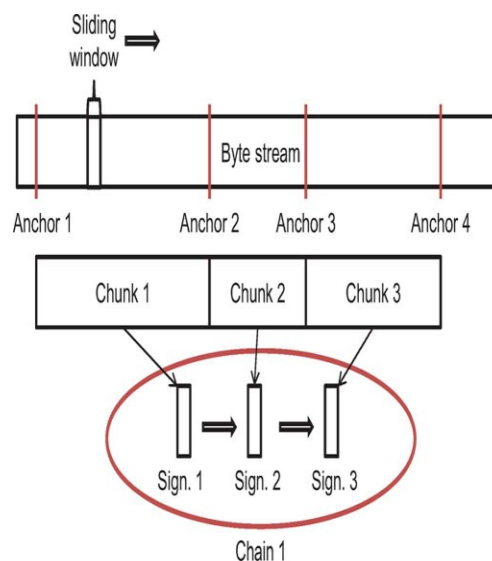 Sliding
window
Byte stream
Anchor 1 Anchor 2 Anchor 3 Anchor 4
Chunk 1 Chunk 2 Chunk 3
Sign. 1 Sign. 2 Sign. 3
Chain 1